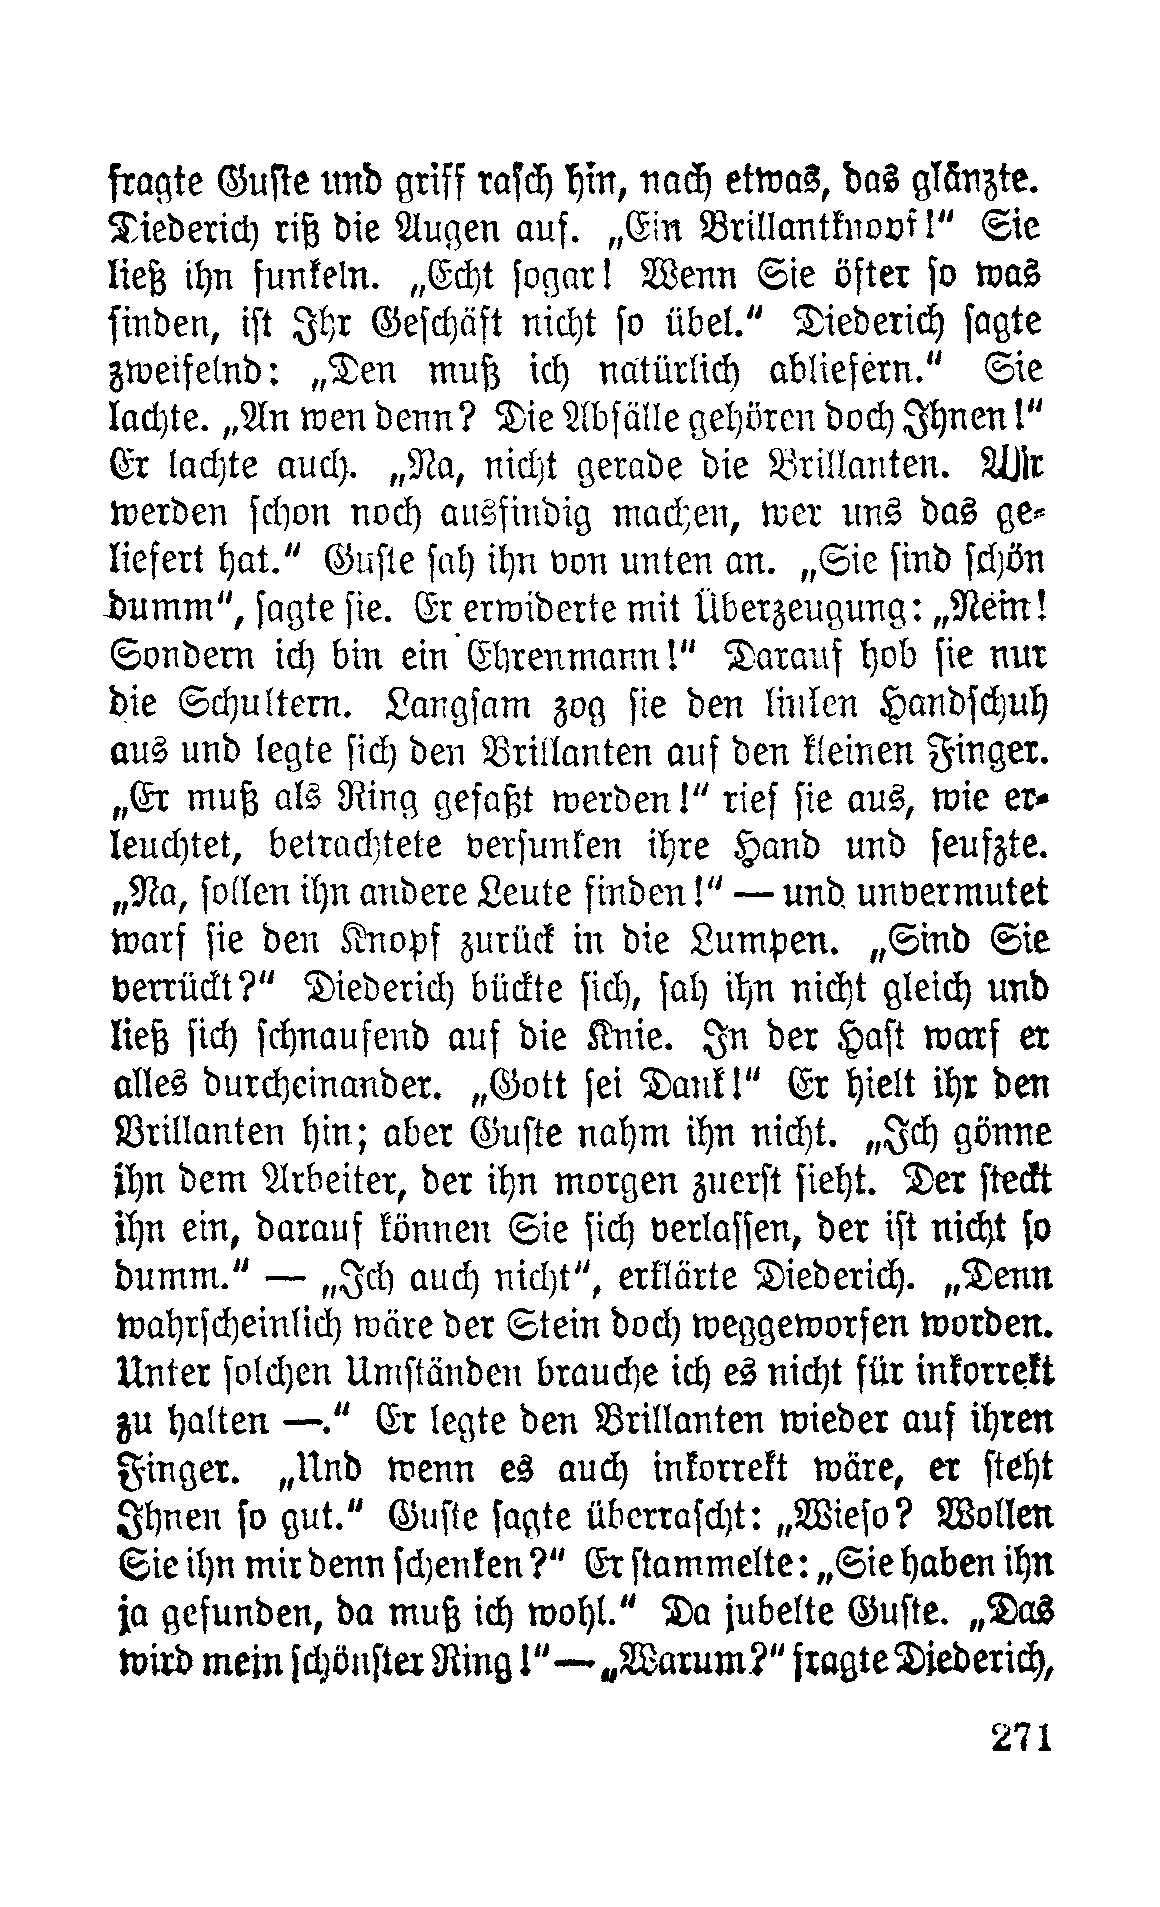 fragte Guste und griff rasch hin, nach etwas, das glänzte.
Diederich riß die Augen auf. „Ein Brillantknopf!“ Sie
ließ ihn funkeln. „Echt sogar! Wenn Sie öfter so was
finden, ist Ihr Geschäft nicht so übel.“ Diederich sagte
zweifelnd: „Den muß ich natürlich abliefern.“ Sie
lachte. „An wen denn? Die Abfälle gehören doch Ihnen!“
Er lachte auch. „Na, nicht gerade die Brillanten. Wir
werden schon noch ausfindig machen, wer uns das ge-
liefert hat.“ Guste sah ihn von unten an. „Sie sind schön
dumm“, sagte sie. Er erwiderte mit Überzeugung: „Nein!
Sondern ich bin ein Ehrenmann!“ Darauf hob sie nur
die Schultern. Langsam zog sie den linken Handschuh
aus und legte sich den Brillanten auf den kleinen Finger.
„Er muß als Ring gefaßt werden!“ rief sie aus, wie er-
leuchtet, betrachtete versunken ihre Hand und seufzte.
„Na, sollen ihn andere Leute finden!“ — und unvermutet
warf sie den Knopf zurück in die Lumpen. „Sind Sie
verrückt?“ Diederich bückte sich, sah ihn nicht gleich und
ließ sich schnaufend auf die Knie. In der Hast warf er
alles durcheinander. „Gott sei Dank!“ Er hielt ihr den
Brillanten hin; aber Guste nahm ihn nicht. „Ich gönne
ihn dem Arbeiter, der ihn morgen zuerst sieht. Der steckt
ihn ein, darauf können Sie sich verlassen, der ist nicht so
dumm.“ — „Ich auch nicht“, erklärte Diederich. „Denn
wahrscheinlich wäre der Stein doch weggeworfen worden.
Unter solchen Umständen brauche ich es nicht für inkorrekt
zu halten —.“ Er legte den Brillanten wieder auf ihren
Finger. „Und wenn es auch inkorrekt wäre, er steht
Ihnen so gut.“ Guste sagte überrascht: „Wieso? Wollen
Sie ihn mir denn schenken?“ Er stammelte: „Sie haben ihn
ja gefunden, da muß ich wohl.“ Da jubelte Guste. „Das
wird mein schönster Ring!“ — „Warum?“ fragte Diederich,
271